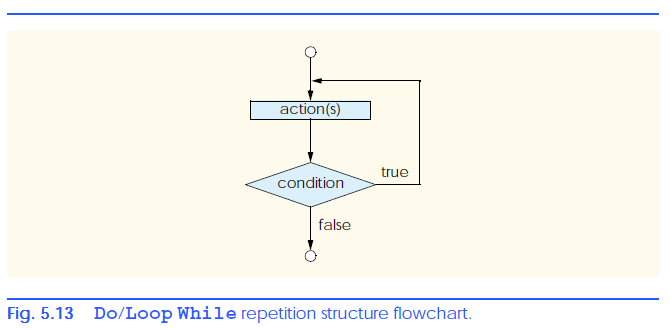 action(s)
condition
true
false
Fig. 5.13 Do/Loop While repetition structure flowchart.